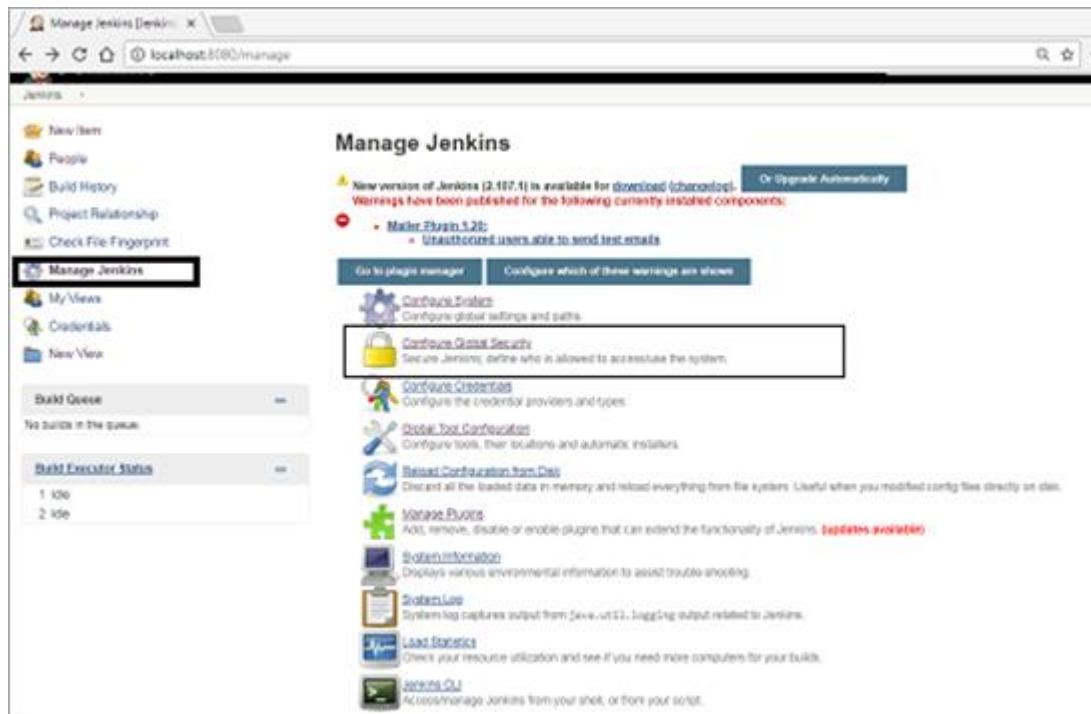 Manage Jenkins [Jenkins
localhost:8080/manage
Jenkins
New Item
People
Build History
Project Relationship
Check File Fingerprint
Manage Jenkins
My Views
Credentials
New View
Build Queue
No builds in the queue.
Build Executor Status
1 Idle
2 Idle
Manage Jenkins
New version of Jenkins (2.107.1) is available for download (changelog).
Or Upgrade Automatically
Warnings have been published for the following currently installed components:
Mailer Plugin 1.20:
Unauthorized users able to send test emails
Go to plugin manager
Configure which of these warnings are shown
Configure System
Configure global settings and paths.
Configure Global Security
Secure Jenkins; define who is allowed to access/use the system.
Configure Credentials
Configure the credential providers and types
Global Tool Configuration
Configure tools, their locations and automatic installers.
Reload Configuration from Disk
Discard all the loaded data in memory and reload everything from file system. Useful when you modified config files directly on disk.
Manage Plugins
Add, remove, disable or enable plugins that can extend the functionality of Jenkins. (updates available)
System Information
Displays various environmental information to assist trouble-shooting.
System Log
System log captures output from java.util.logging output related to Jenkins.
Load Statistics
Check your resource utilization and see if you need more computers for your builds.
Jenkins CLI
Access/manage Jenkins from your shell, or from your script.